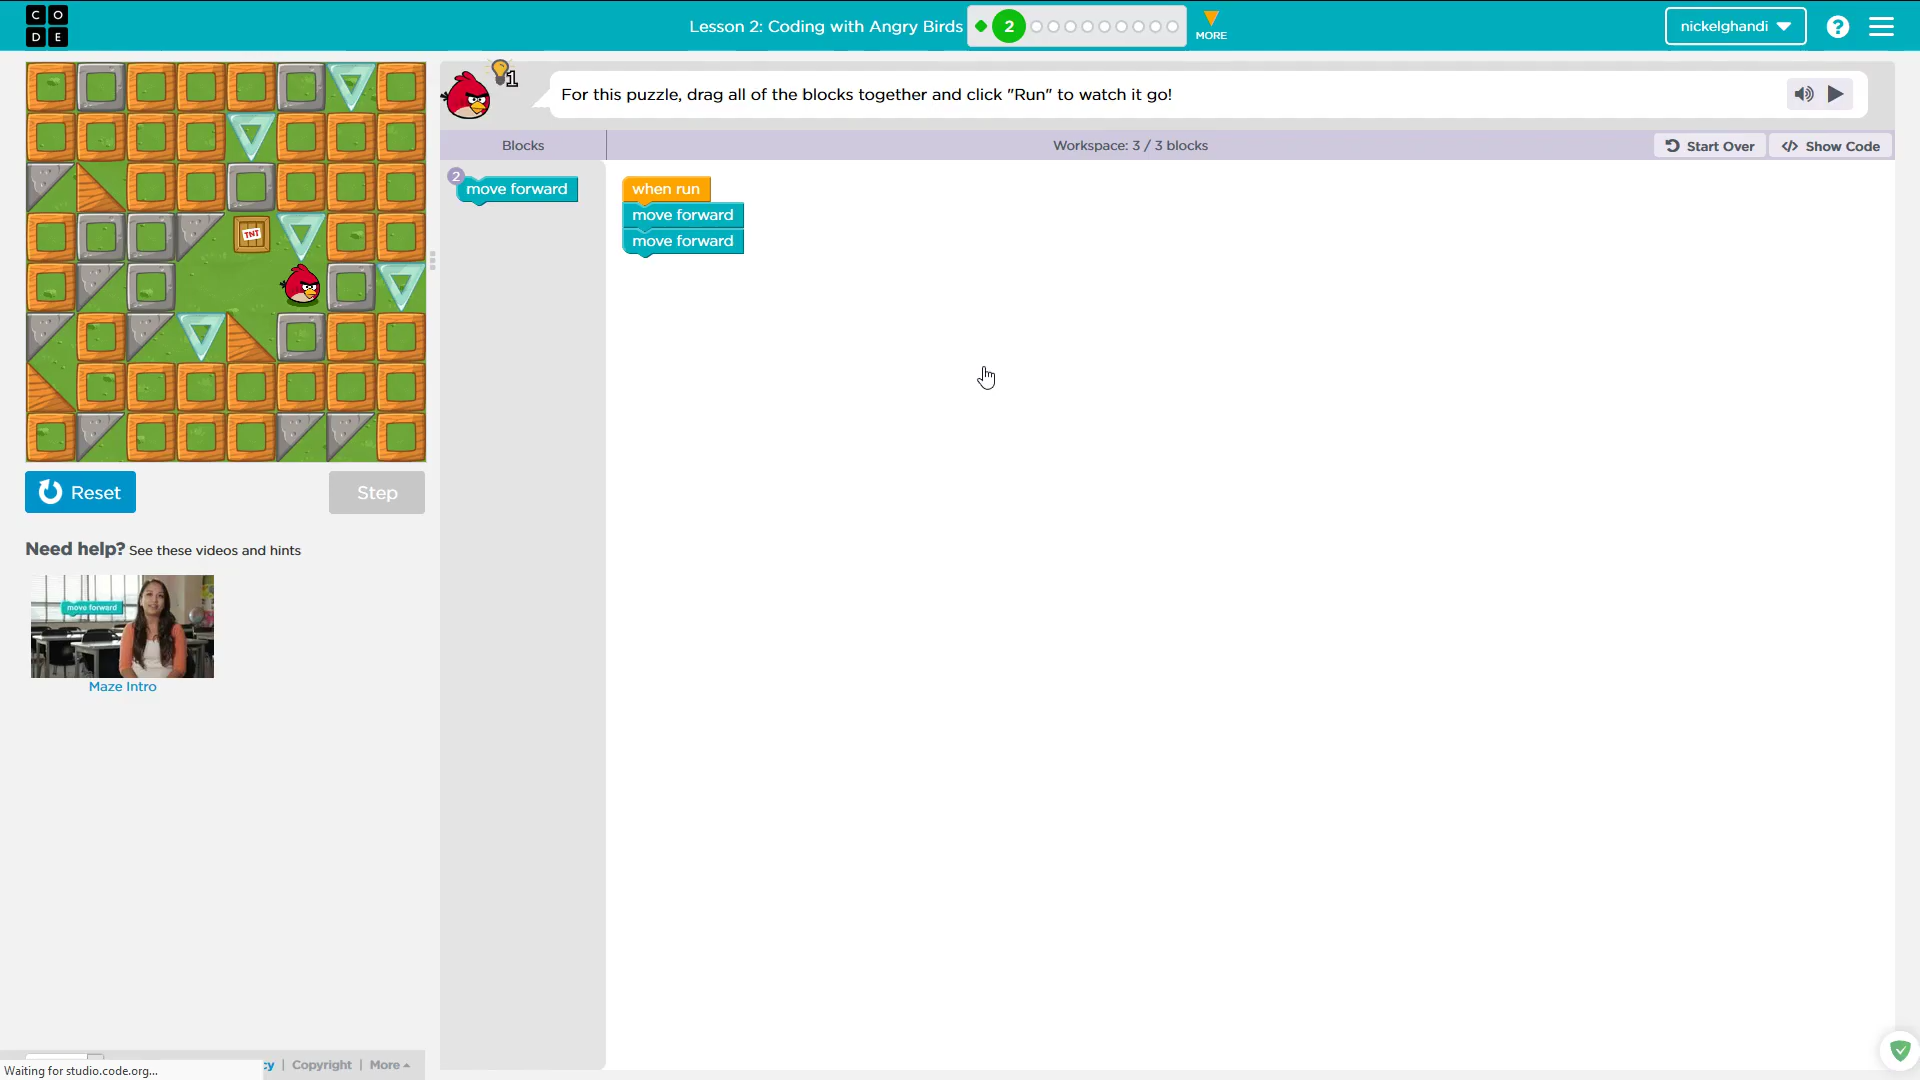 C O
D E
Lesson 2: Coding with Angry Birds
2
MORE
nickelghandi
?
1
For this puzzle, drag all of the blocks together and click "Run" to watch it go!
Blocks
Workspace: 3 / 3 blocks
Start Over
</> Show Code
2
move forward
when run
move forward
move forward
TNT
Reset
Step
Need help? See these videos and hints
move forward
Maze Intro
cy | Copyright | More
Waiting for studio.code.org...